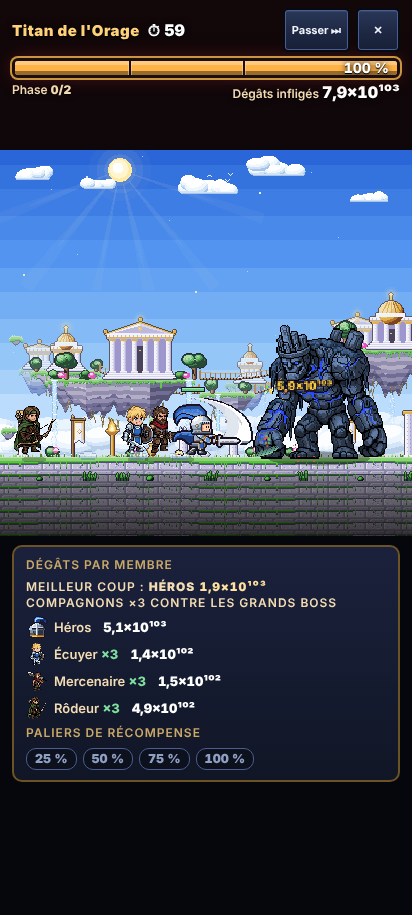 Titan de l'Orage ⏱ 59
Passer ⏭
✕
100 %
Phase 0/2
Dégâts infligés 7,9×10¹⁰³
5,9×10¹⁰³
DÉGÂTS PAR MEMBRE
MEILLEUR COUP : HÉROS 1,9×10¹⁰³
COMPAGNONS ×3 CONTRE LES GRANDS BOSS
Héros 5,1×10¹⁰³
Écuyer ×3 1,4×10¹⁰²
Mercenaire ×3 1,5×10¹⁰²
Rôdeur ×3 4,9×10¹⁰²
PALIERS DE RÉCOMPENSE
25 % 50 % 75 % 100 %